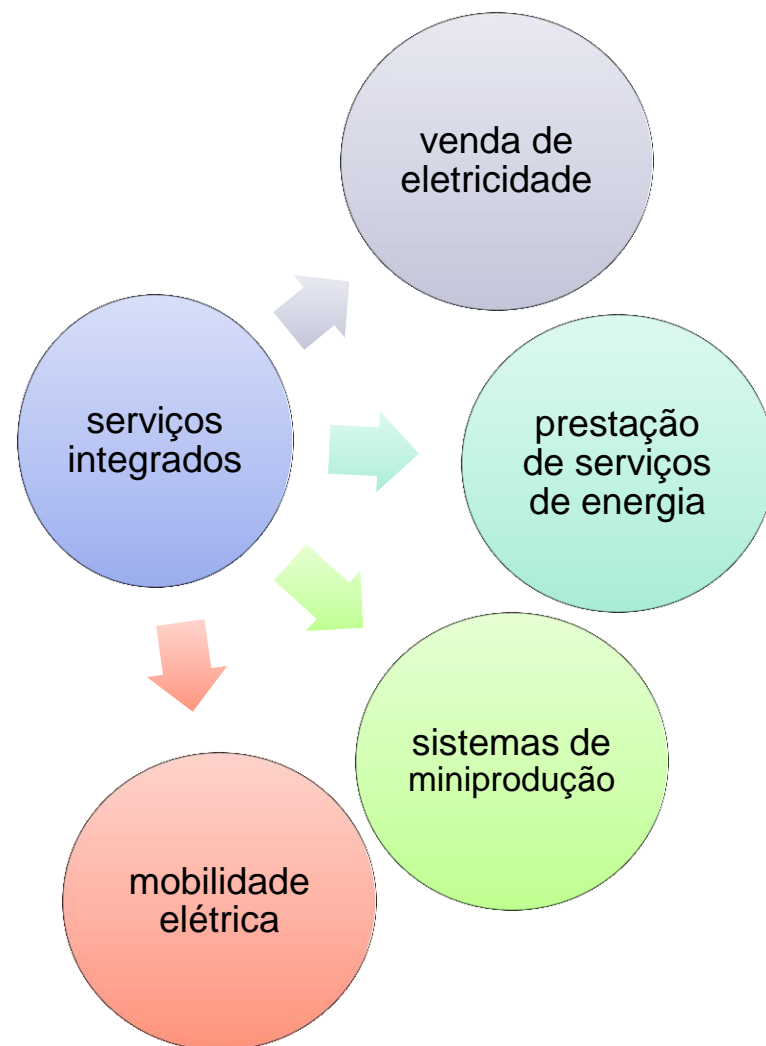 venda de
eletricidade
serviços
integrados
prestação
de serviços
de energia
sistemas de
miniprodução
mobilidade
elétrica